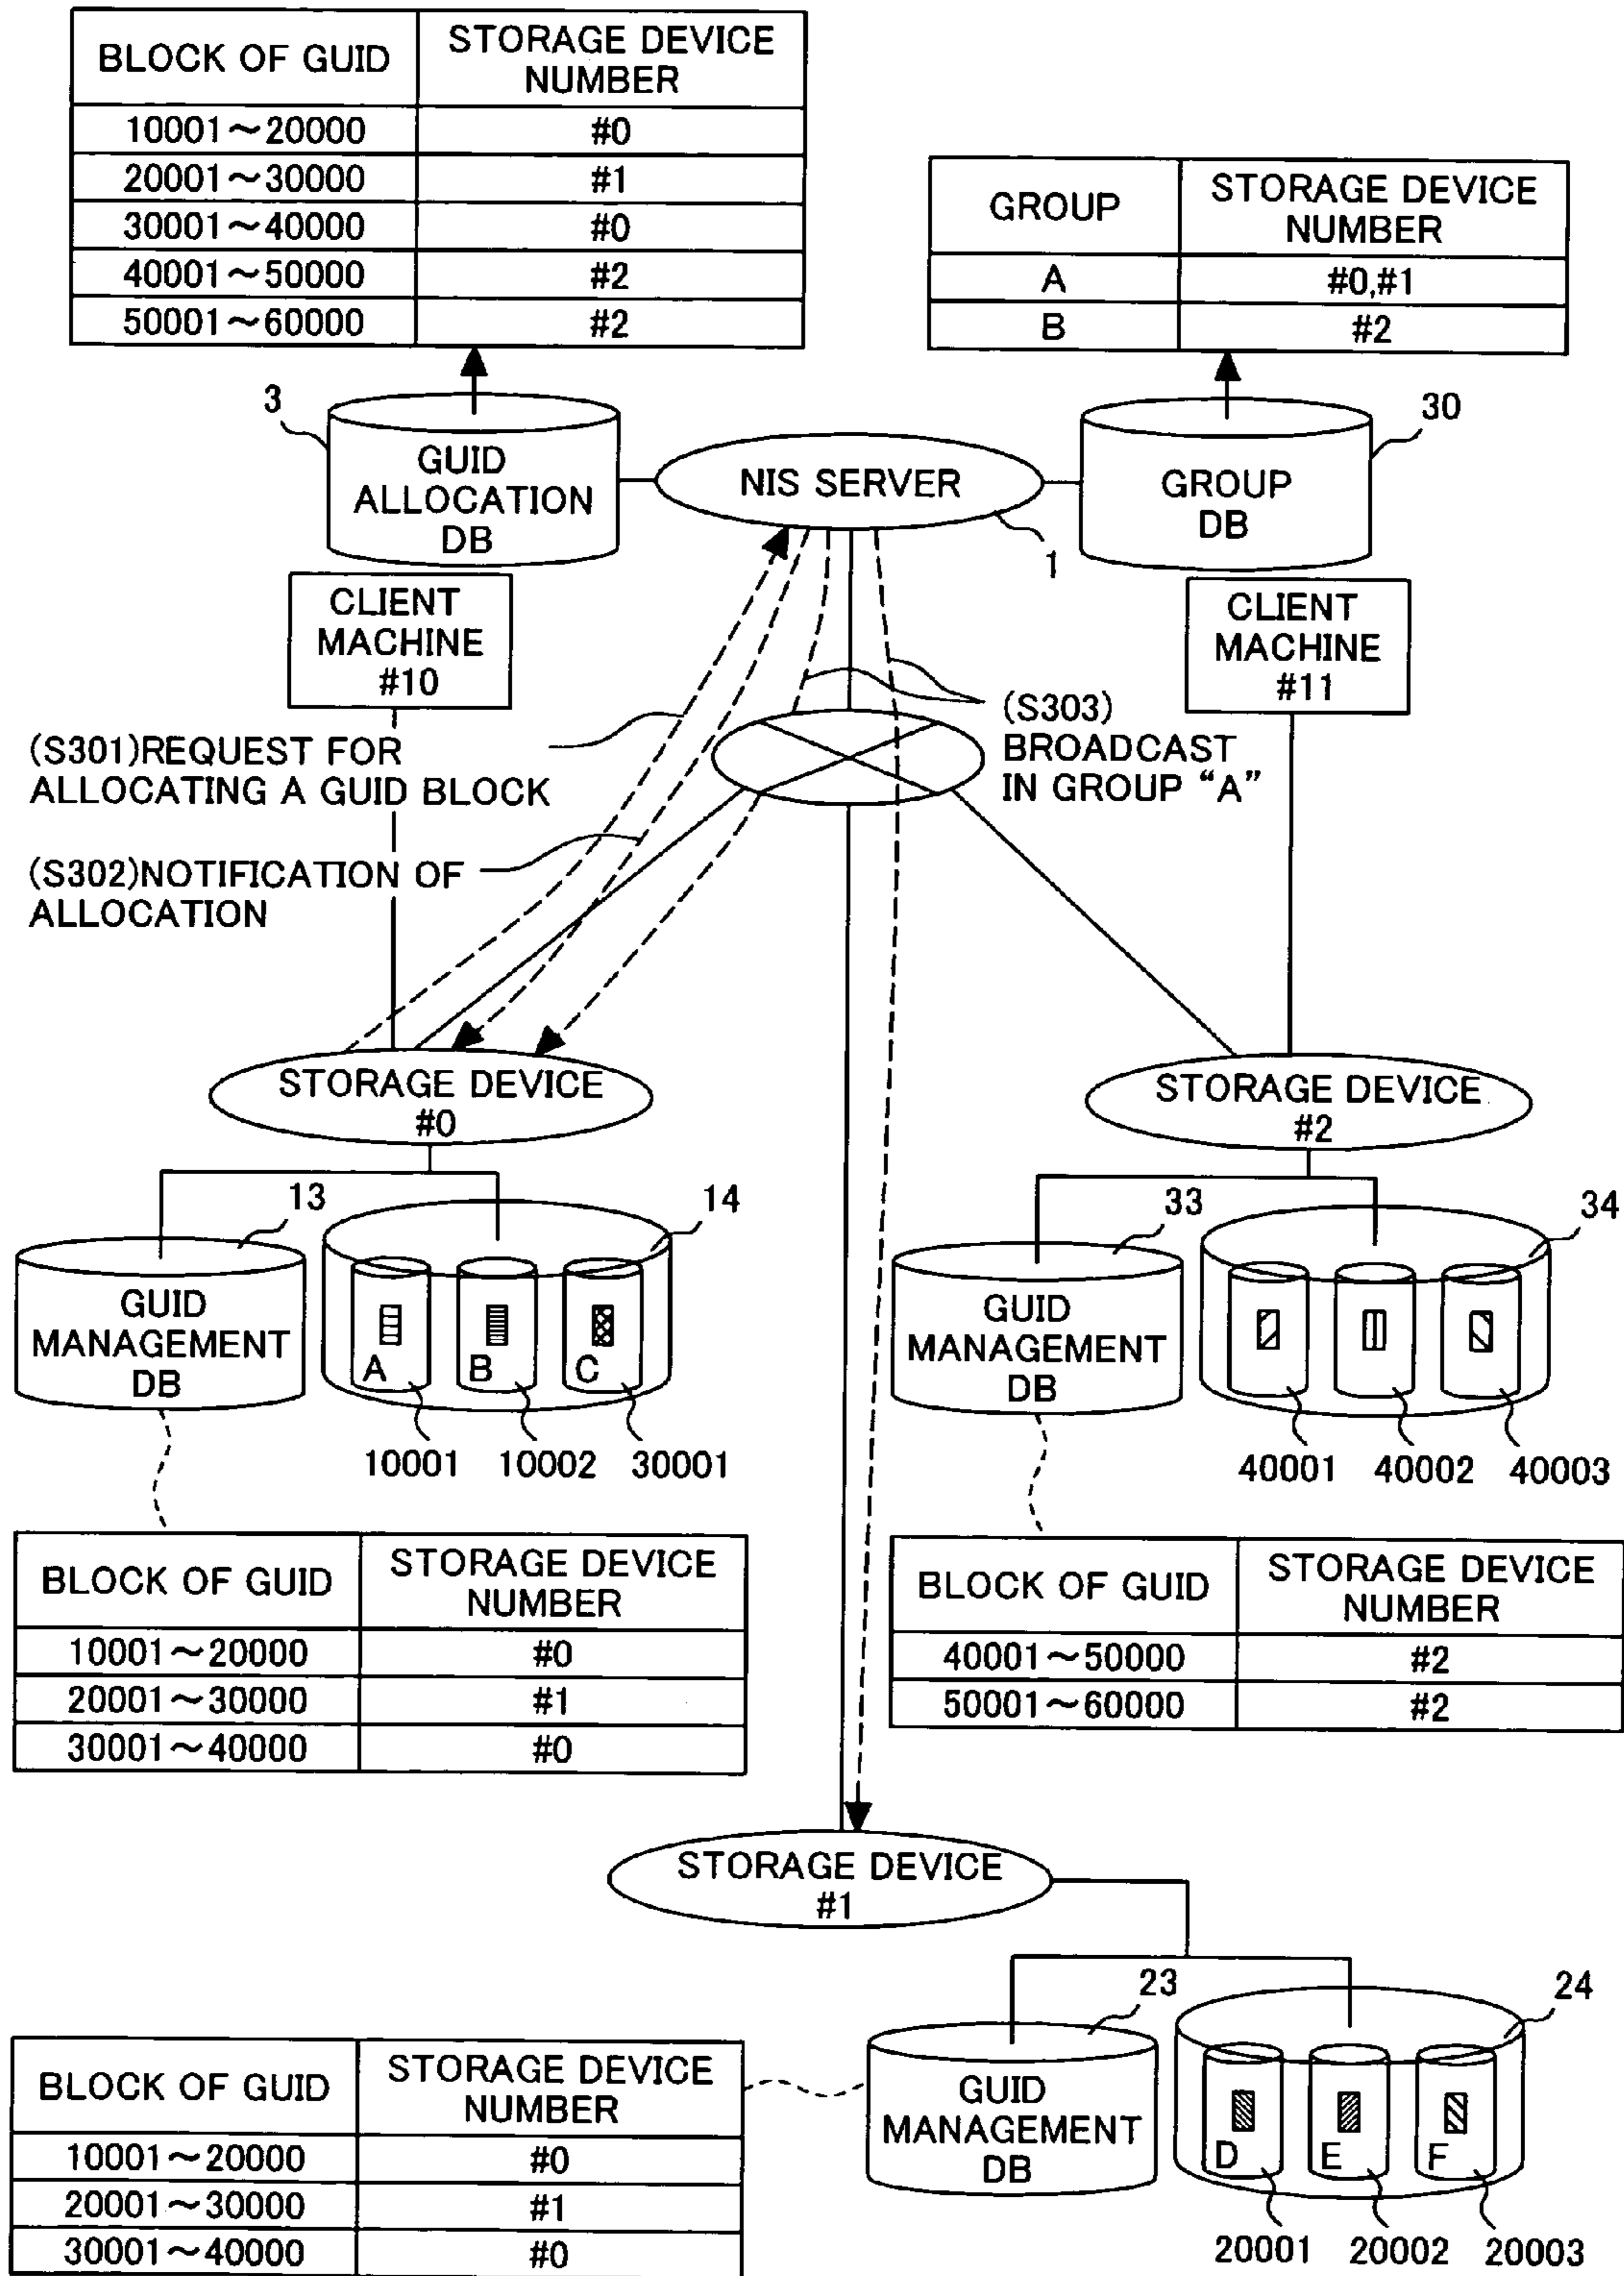 BLOCK OF GUID STORAGE DEVICE NUMBER
10001~20000 #0
20001~30000 #1
30001~40000 #0
40001~50000 #2
50001~60000 #2
GROUP STORAGE DEVICE NUMBER
A #0,#1
B #2
3
GUID
ALLOCATION
DB
NIS SERVER
1
30
GROUP
DB
CLIENT
MACHINE
#10
CLIENT
MACHINE
#11
(S301)REQUEST FOR
ALLOCATING A GUID BLOCK
(S303)
BROADCAST
IN GROUP “A”
(S302)NOTIFICATION OF
ALLOCATION
STORAGE DEVICE
#0
STORAGE DEVICE
#2
13
GUID
MANAGEMENT
DB
14
A B C
10001 10002 30001
33
GUID
MANAGEMENT
DB
34
40001 40002 40003
BLOCK OF GUID STORAGE DEVICE NUMBER
10001~20000 #0
20001~30000 #1
30001~40000 #0
BLOCK OF GUID STORAGE DEVICE NUMBER
40001~50000 #2
50001~60000 #2
STORAGE DEVICE
#1
23
GUID
MANAGEMENT
DB
24
D E F
20001 20002 20003
BLOCK OF GUID STORAGE DEVICE NUMBER
10001~20000 #0
20001~30000 #1
30001~40000 #0